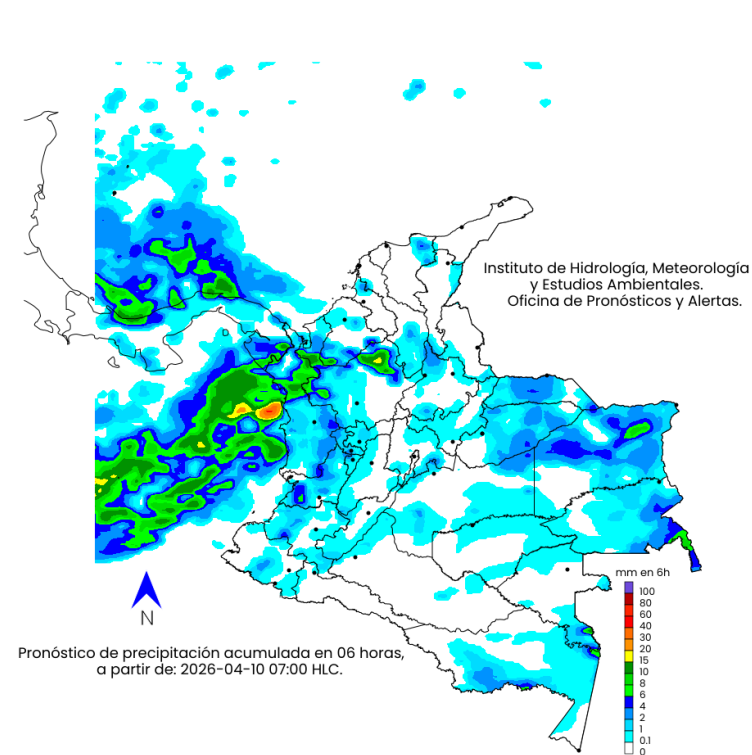 Instituto de Hidrología, Meteorología
y Estudios Ambientales.
Oficina de Pronósticos y Alertas.
mm en 6h
100
80
60
40
30
20
15
10
8
6
4
2
1
0.1
0
N
Pronóstico de precipitación acumulada en 06 horas,
a partir de: 2026-04-10 07:00 HLC.